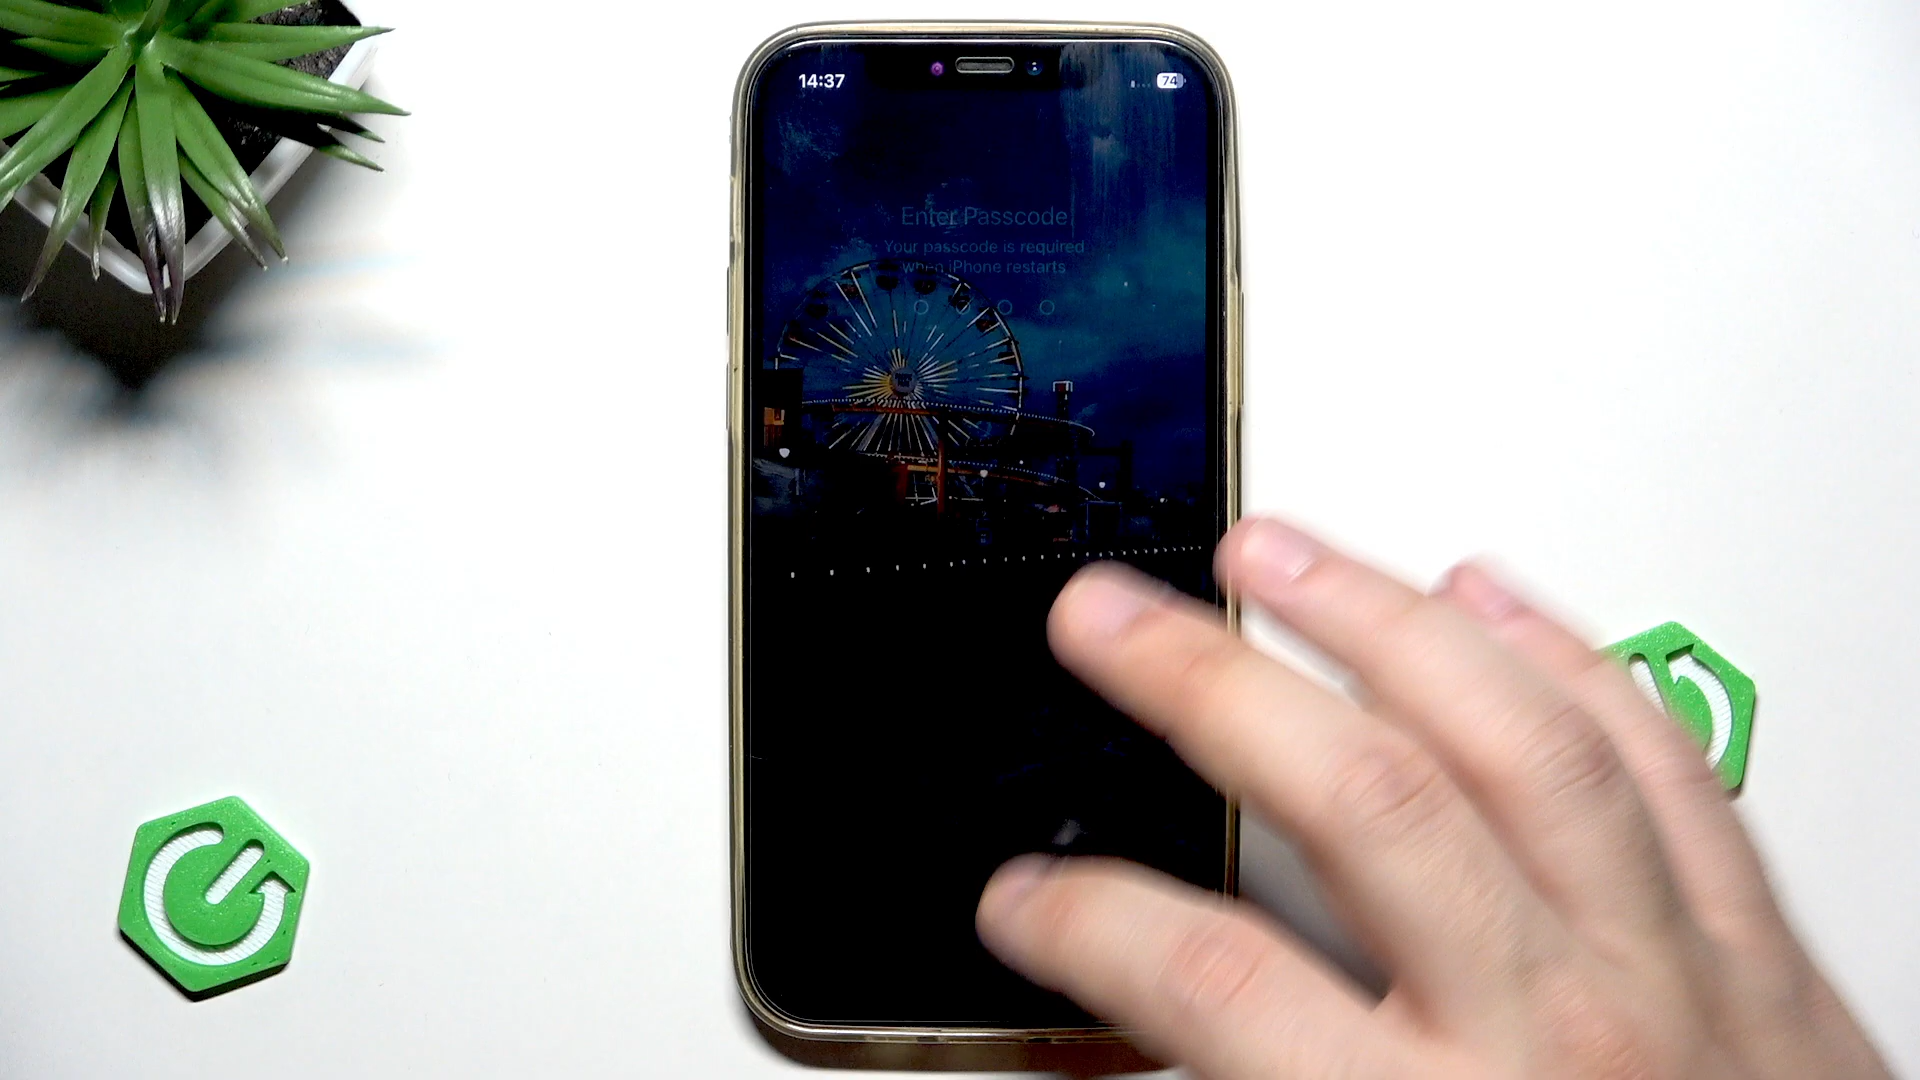 14:37
74
Enter Passcode
Your passcode is required
when iPhone restarts